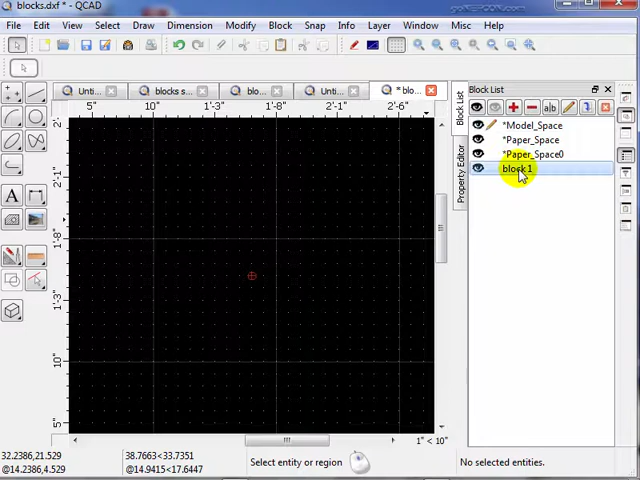 blocks.dxf * - QCAD
File Edit View Select Draw Dimension Modify Block Snap Info Layer Window Misc Help
Unti... blocks s... blo... Unti... * blo...
5" 10" 1'-3" 1'-8" 2'-1" 2'-6"
2'-1"
1'-8"
1'-3"
10"
5"
Block List
Property Editor
Block List
a|b
*Model_Space
*Paper_Space
*Paper_Space0
block1
1" < 10"
32.2386,21.529
@14.2386,4.529
38.7663<33.7351
@14.9415<17.6447
Select entity or region
No selected entities.